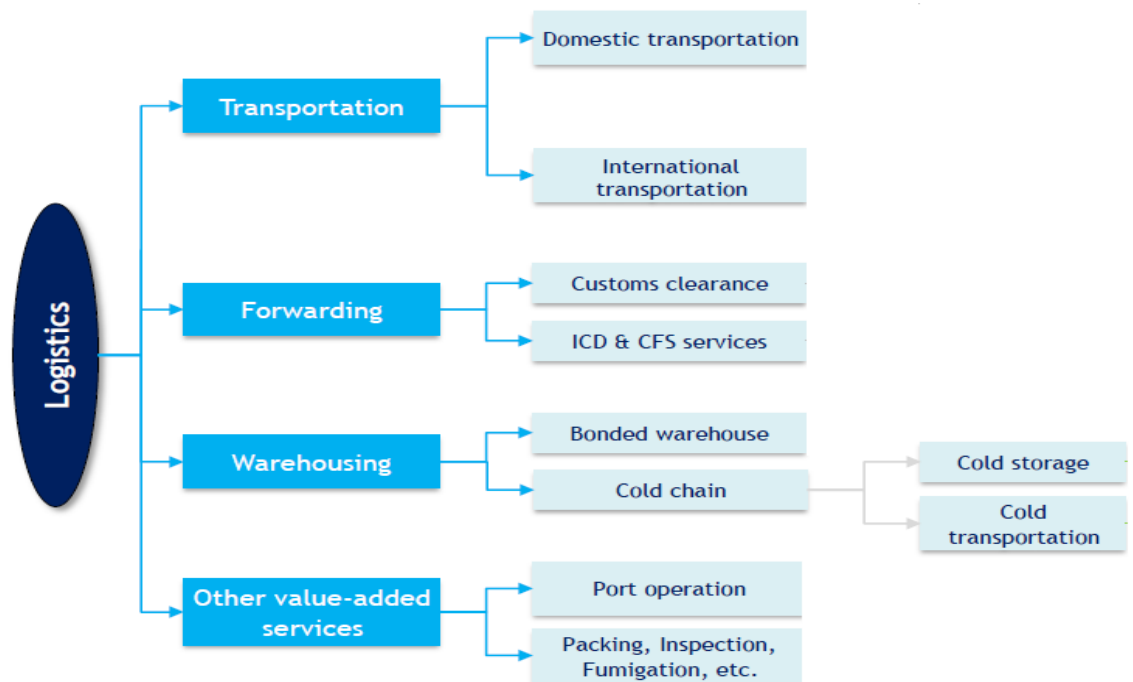 Logistics
Transportation
Domestic transportation
International
transportation
Forwarding
Customs clearance
ICD & CFS services
Warehousing
Bonded warehouse
Cold chain
Cold storage
Cold
transportation
Other value-added
services
Port operation
Packing, Inspection,
Fumigation, etc.